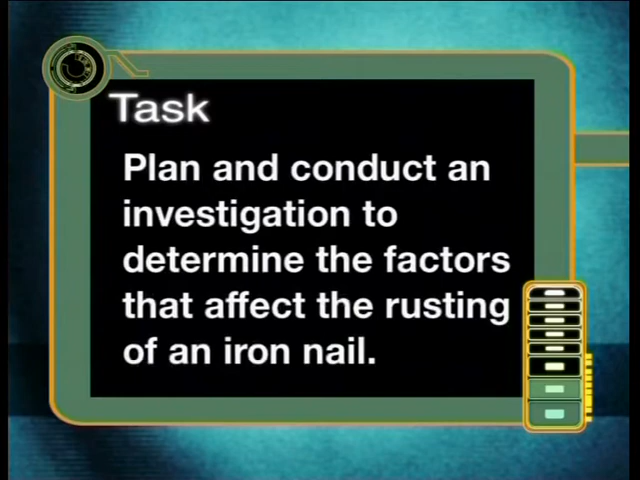 Task
Plan and conduct an
investigation to
determine the factors
that affect the rusting
of an iron nail.